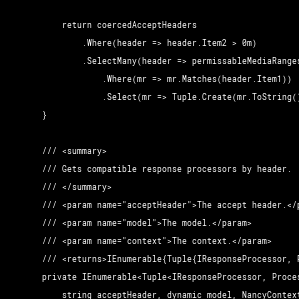 return coercedAcceptHeaders
.Where(header => header.Item2 > 0m)
.SelectMany(header => permissableMediaRanges
.Where(mr => mr.Matches(header.Item1))
.Select(mr => Tuple.Create(mr.ToString()
}
/// <summary>
/// Gets compatible response processors by header.
/// </summary>
/// <param name="acceptHeader">The accept header.</p
/// <param name="model">The model.</param>
/// <param name="context">The context.</param>
/// <returns>IEnumerable{Tuple{IResponseProcessor, P
private IEnumerable<Tuple<IResponseProcessor, Proces
string acceptHeader, dynamic model, NancyContext